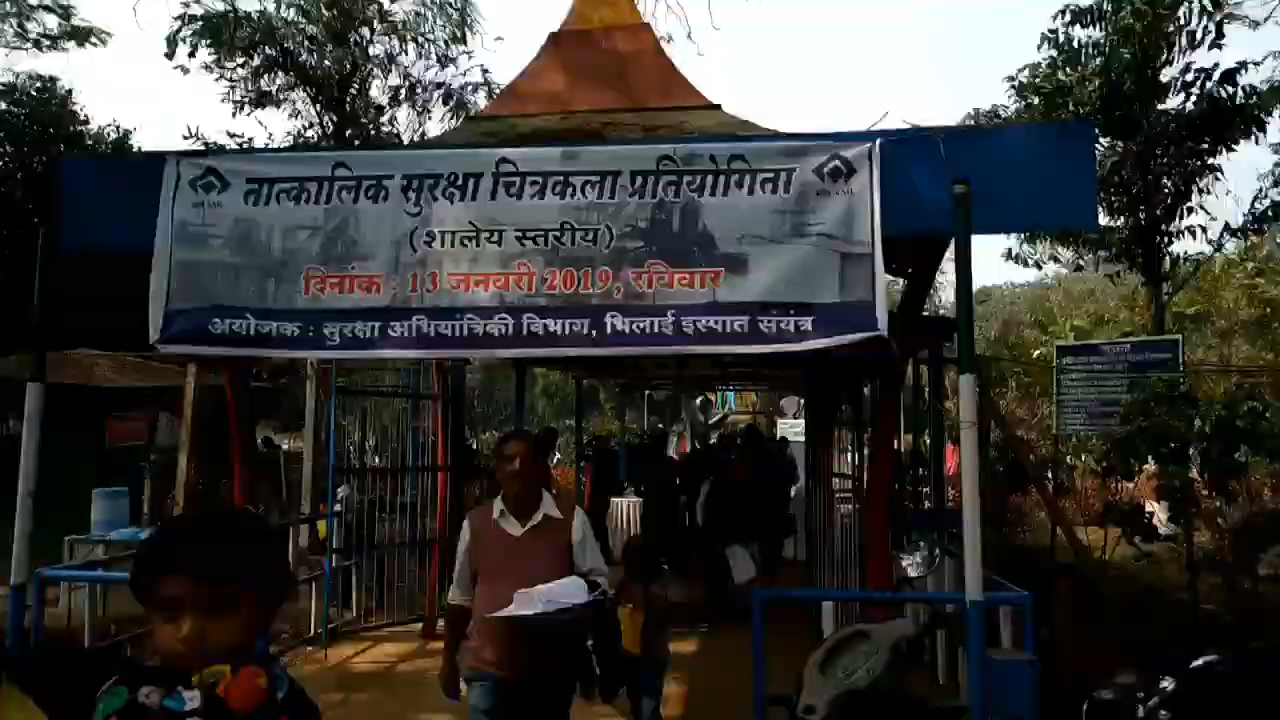 तात्कालिक सुरक्षा चित्रकला प्रतियोगिता
(शालेय स्तरीय)
दिनांक : 13 जनवरी 2019, रविवार
अयोजक : सुरक्षा अभियांत्रिकी विभाग, भिलाई इस्पात संयंत्र